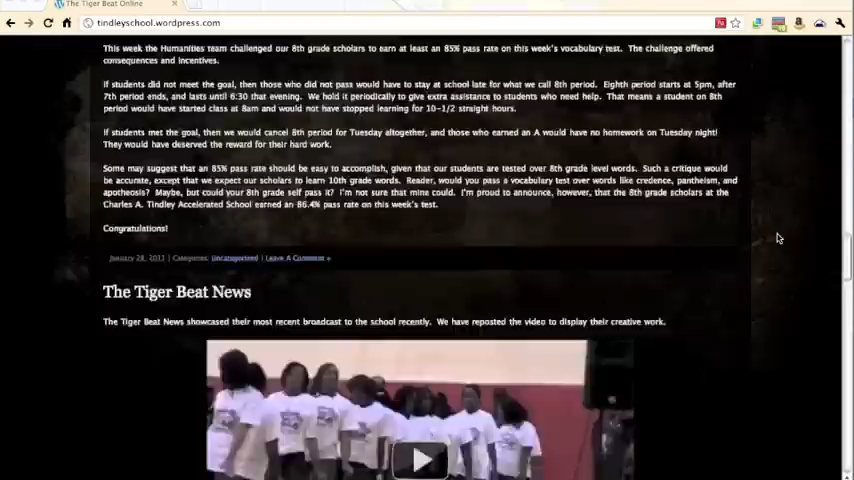 The Tiger Beat Online
tindleyschool.wordpress.com
This week the Humanities team challenged our 8th grade scholars to earn at least an 85% pass rate on this week's vocabulary test. The challenge offered
consequences and incentives.
If students did not meet the goal, then those who did not pass would have to stay at school late for what we call 8th period. Eighth period starts at 5pm, after
7th period ends, and lasts until 6:30 that evening. We hold it periodically to give extra assistance to students who need help. That means a student on 8th
period would have started class at 8am and would not have stopped learning for 10-1/2 straight hours.
If students met the goal, then we would cancel 8th period for Tuesday altogether, and those who earned an A would have no homework on Tuesday night!
They would have deserved the reward for their hard work.
Some may suggest that an 85% pass rate should be easy to accomplish, given that our students are tested over 8th grade level words. Such a critique would
be accurate, except that we expect our scholars to learn 10th grade words. Reader, would you pass a vocabulary test over words like credence, pantheism, and
apotheosis? Maybe, but could your 8th grade self pass it? I'm not sure that mine could. I'm proud to announce, however, that the 8th grade scholars at the
Charles A. Tindley Accelerated School earned an 86.4% pass rate on this week's test.
Congratulations!
January 28, 2011 | Categories: Uncategorized | Leave A Comment »
The Tiger Beat News
The Tiger Beat News showcased their most recent broadcast to the school recently. We have reposted the video to display their creative work.